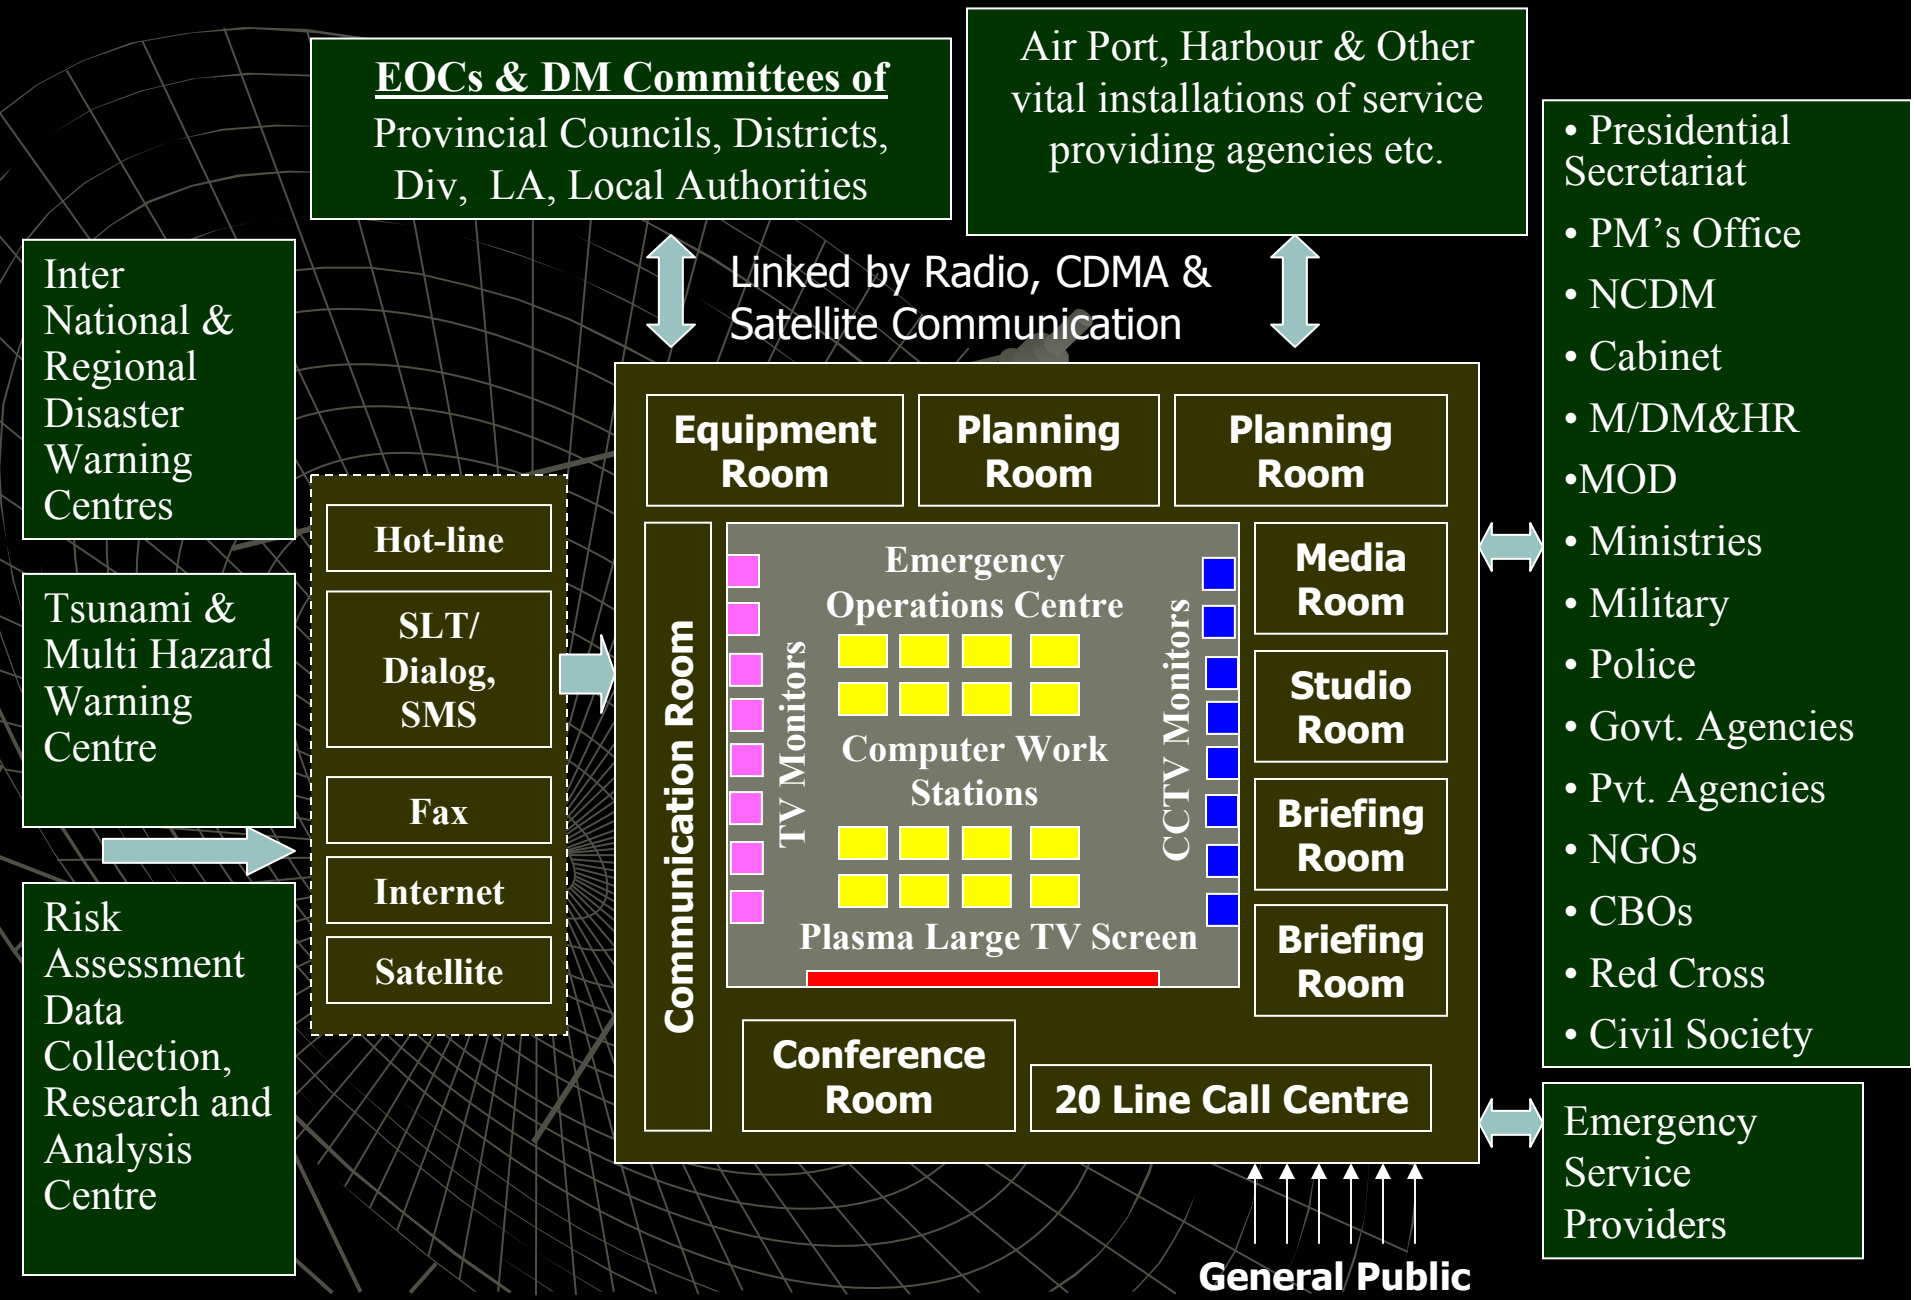 EOCs & DM Committees of
Provincial Councils, Districts,
Div, LA, Local Authorities
Air Port, Harbour & Other
vital installations of service
providing agencies etc.
Linked by Radio, CDMA &
Satellite Communication
Inter
National &
Regional
Disaster
Warning
Centres
Tsunami &
Multi Hazard
Warning
Centre
Risk
Assessment
Data
Collection,
Research and
Analysis
Centre
Hot-line
SLT/
Dialog,
SMS
Fax
Internet
Satellite
Equipment
Room
Planning
Room
Planning
Room
Communication Room
TV Monitors
Emergency
Operations Centre
Computer Work
Stations
Plasma Large TV Screen
CCTV Monitors
Media
Room
Studio
Room
Briefing
Room
Briefing
Room
Conference
Room
20 Line Call Centre
General Public
• Presidential
Secretariat
• PM’s Office
• NCDM
• Cabinet
• M/DM&HR
•MOD
• Ministries
• Military
• Police
• Govt. Agencies
• Pvt. Agencies
• NGOs
• CBOs
• Red Cross
• Civil Society
Emergency
Service
Providers